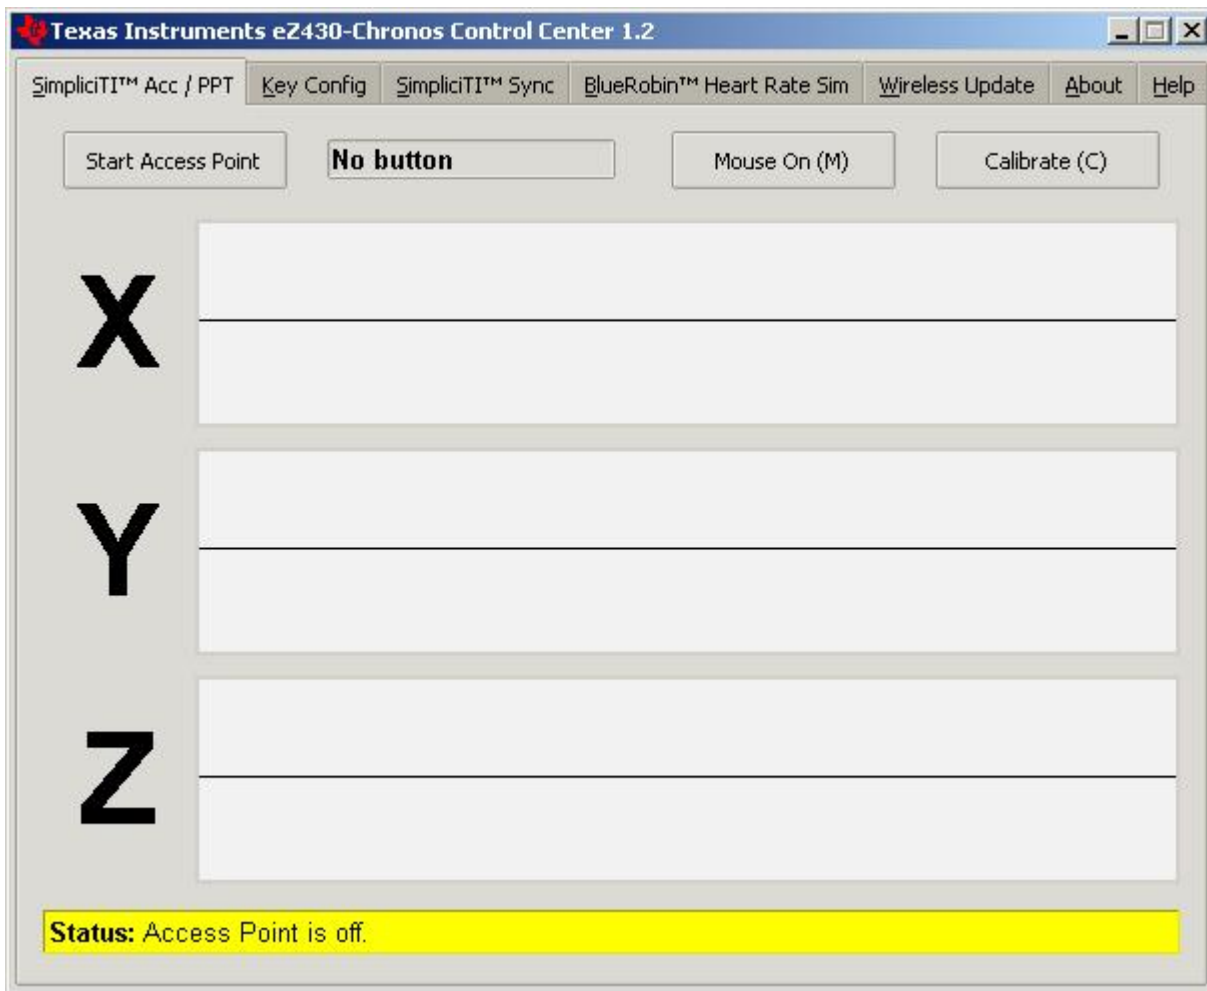 Texas Instruments eZ430-Chronos Control Center 1.2
SimpliciTI™ Acc / PPT Key Config SimpliciTI™ Sync BlueRobin™ Heart Rate Sim Wireless Update About Help
Start Access Point No button Mouse On (M) Calibrate (C)
X
Y
Z
Status: Access Point is off.